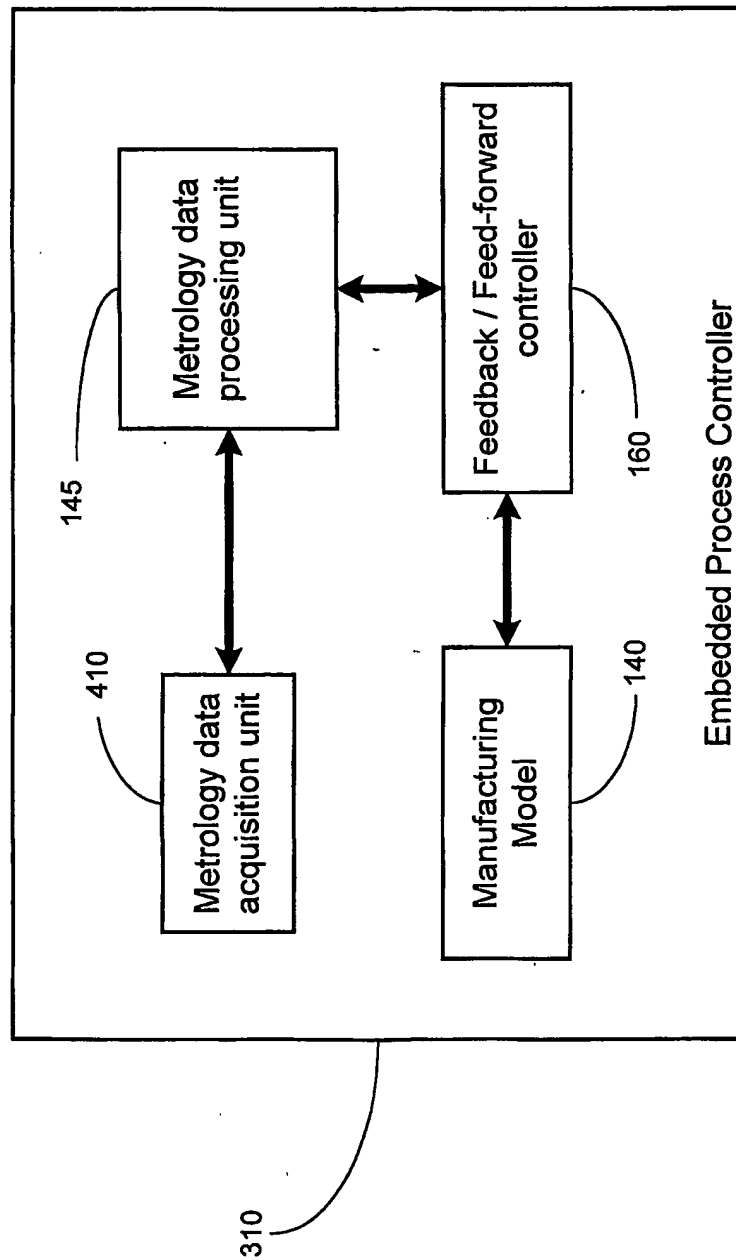 310
410
Metrology data
acquisition unit
145
Metrology data
processing unit
Manufacturing
Model
140
Feedback / Feed-forward
controller
160
Embedded Process Controller